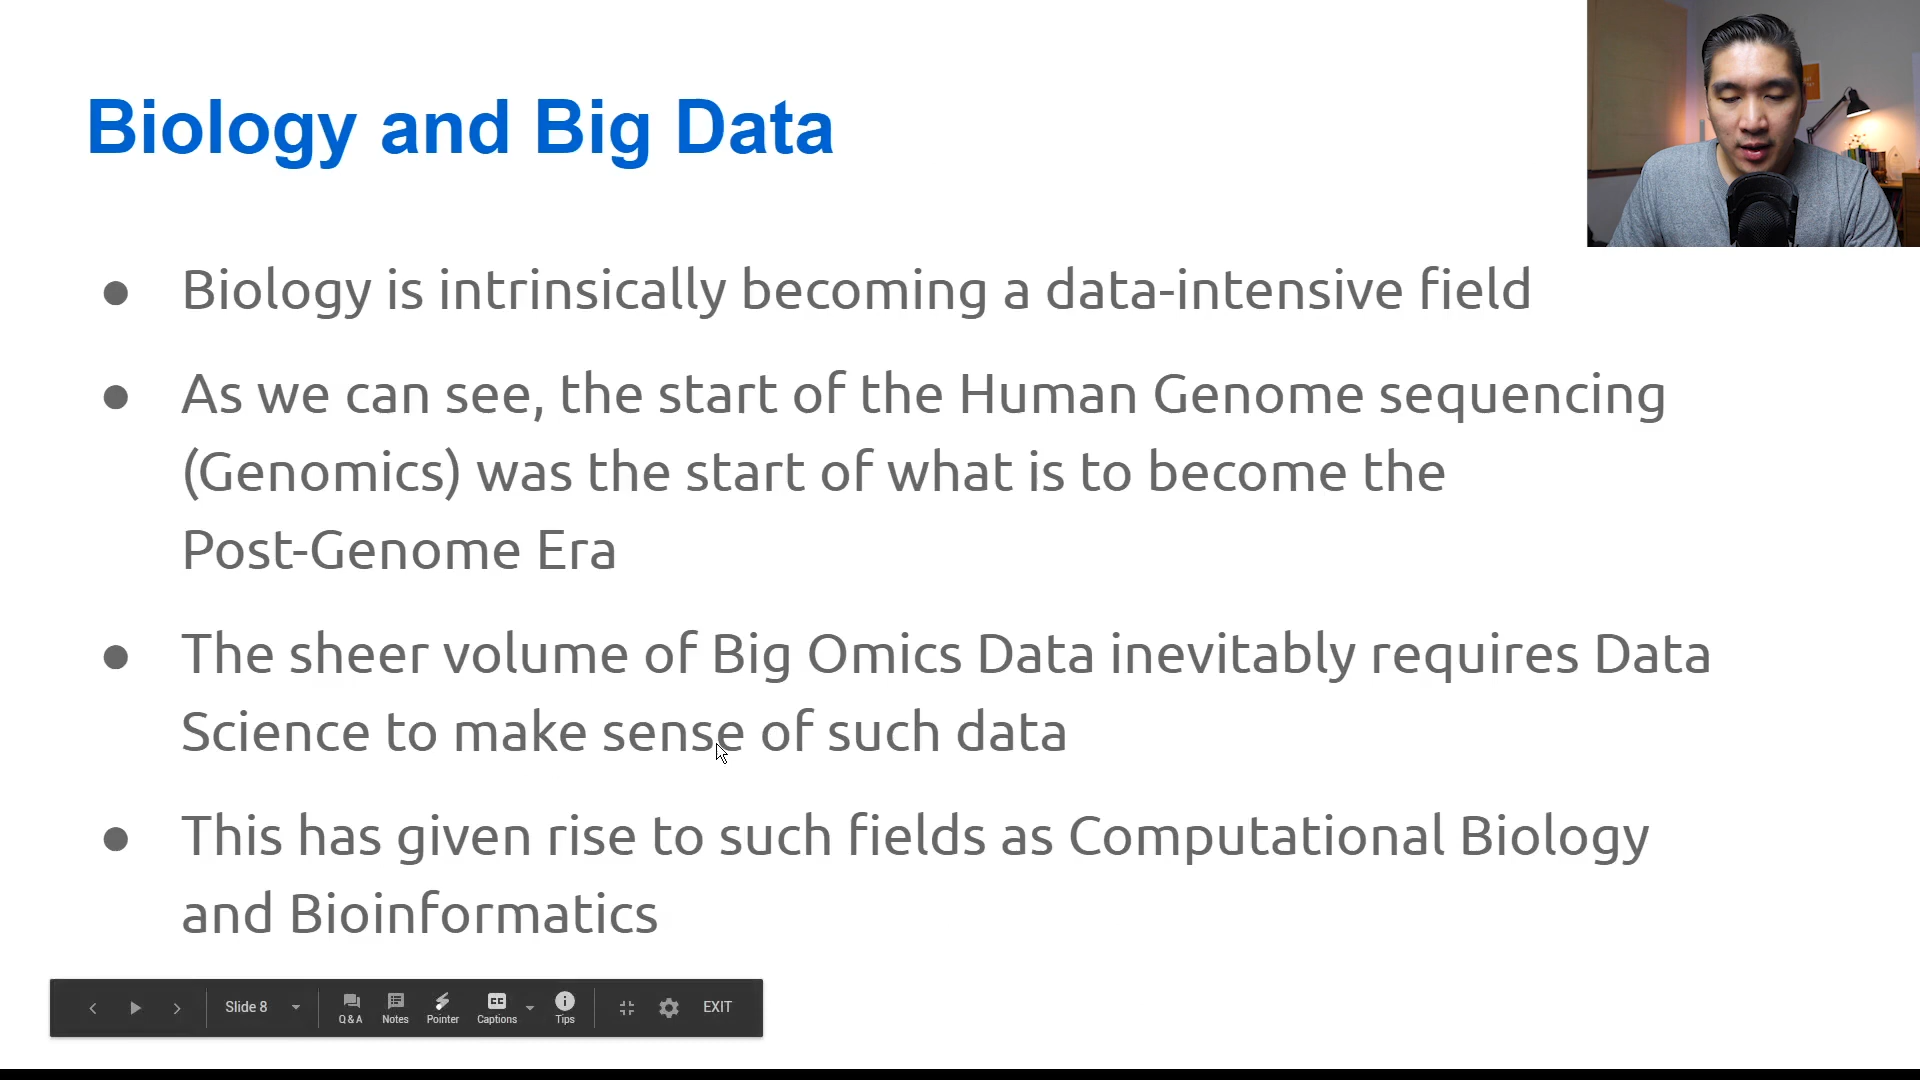 Biology and Big Data
● Biology is intrinsically becoming a data-intensive field
● As we can see, the start of the Human Genome sequencing
(Genomics) was the start of what is to become the
Post-Genome Era
● The sheer volume of Big Omics Data inevitably requires Data
Science to make sense of such data
● This has given rise to such fields as Computational Biology
and Bioinformatics
Slide 8 Q&A Notes Pointer CC Captions Tips EXIT